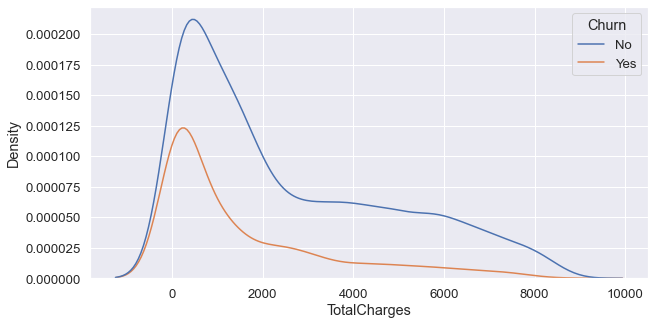 Churn
No
Yes
0.000200
0.000175
0.000150
0.000125
0.000100
0.000075
0.000050
0.000025
0.000000
Density
0 2000 4000 6000 8000 10000
TotalCharges